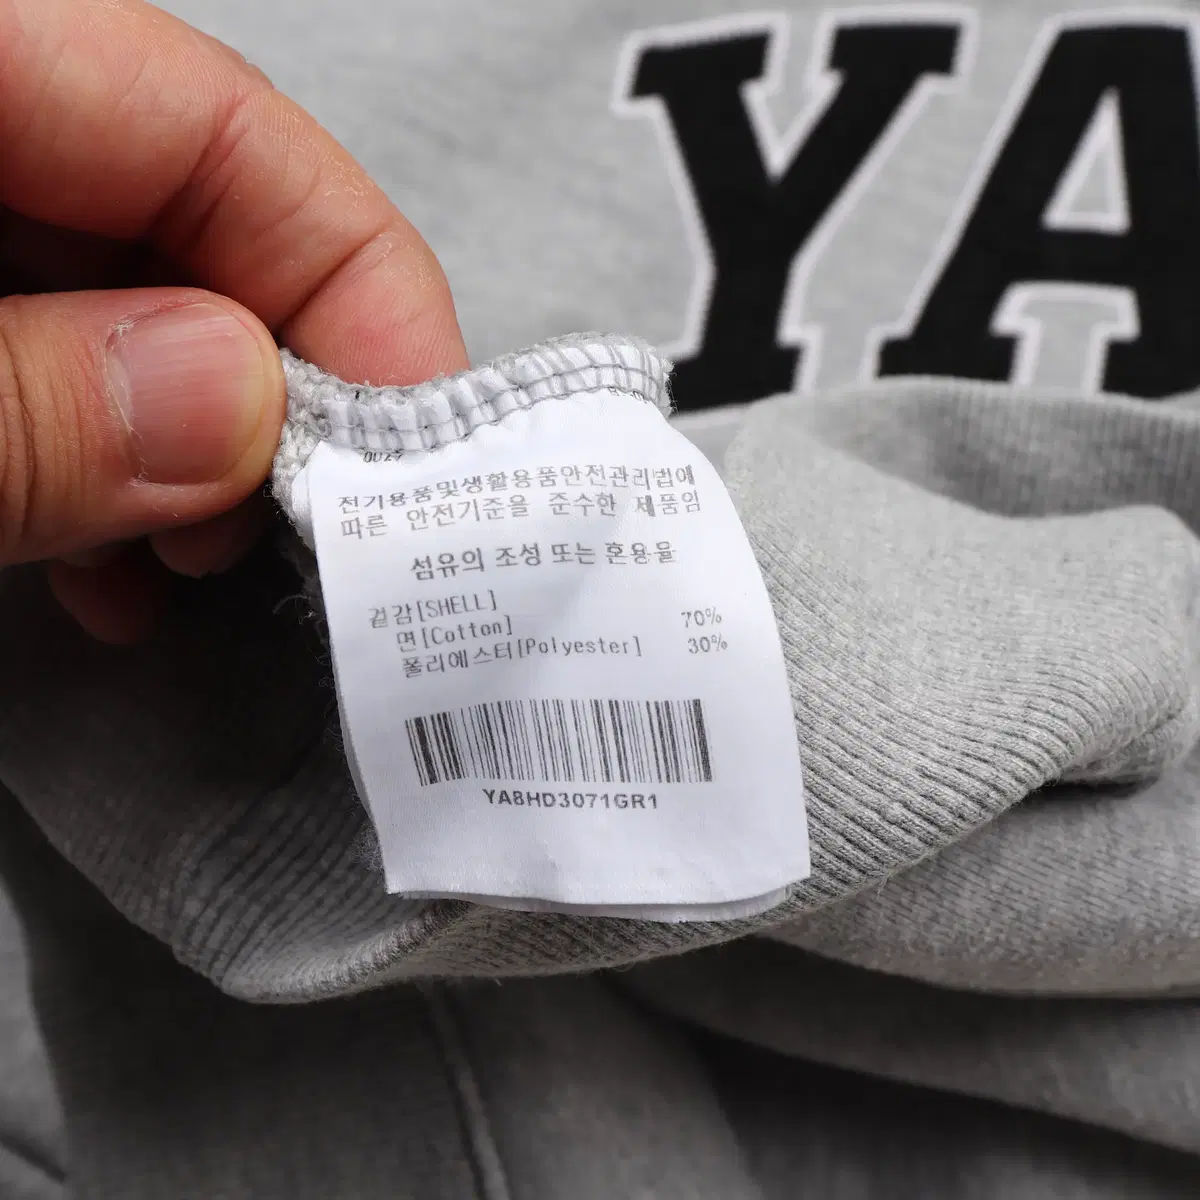 YA
전기용품및생활용품안전관리법에
따른 안전기준을 준수한 제품임
섬유의 조성 또는 혼용율
겉감[SHELL]
면[Cotton] 70%
폴리에스터[Polyester] 30%
YA8HD3071GR1